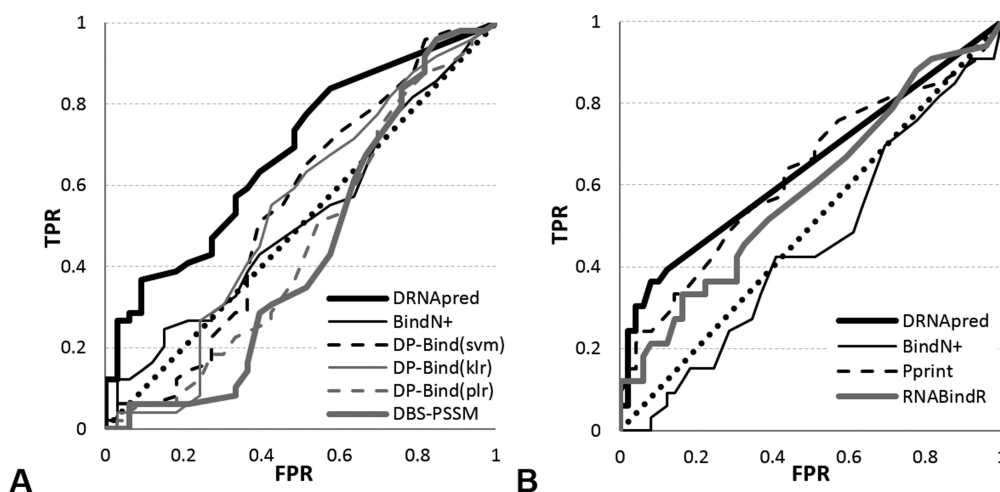 1
0.8
0.6
0.4
0.2
0
TPR
0
0.2
0.4
0.6
0.8
1
FPR
DRNApred
BindN+
DP-Bind(svm)
DP-Bind(klr)
DP-Bind(plr)
DBS-PSSM
A
1
0.8
0.6
0.4
0.2
0
TPR
0
0.2
0.4
0.6
0.8
1
FPR
DRNApred
BindN+
Pprint
RNABindR
B